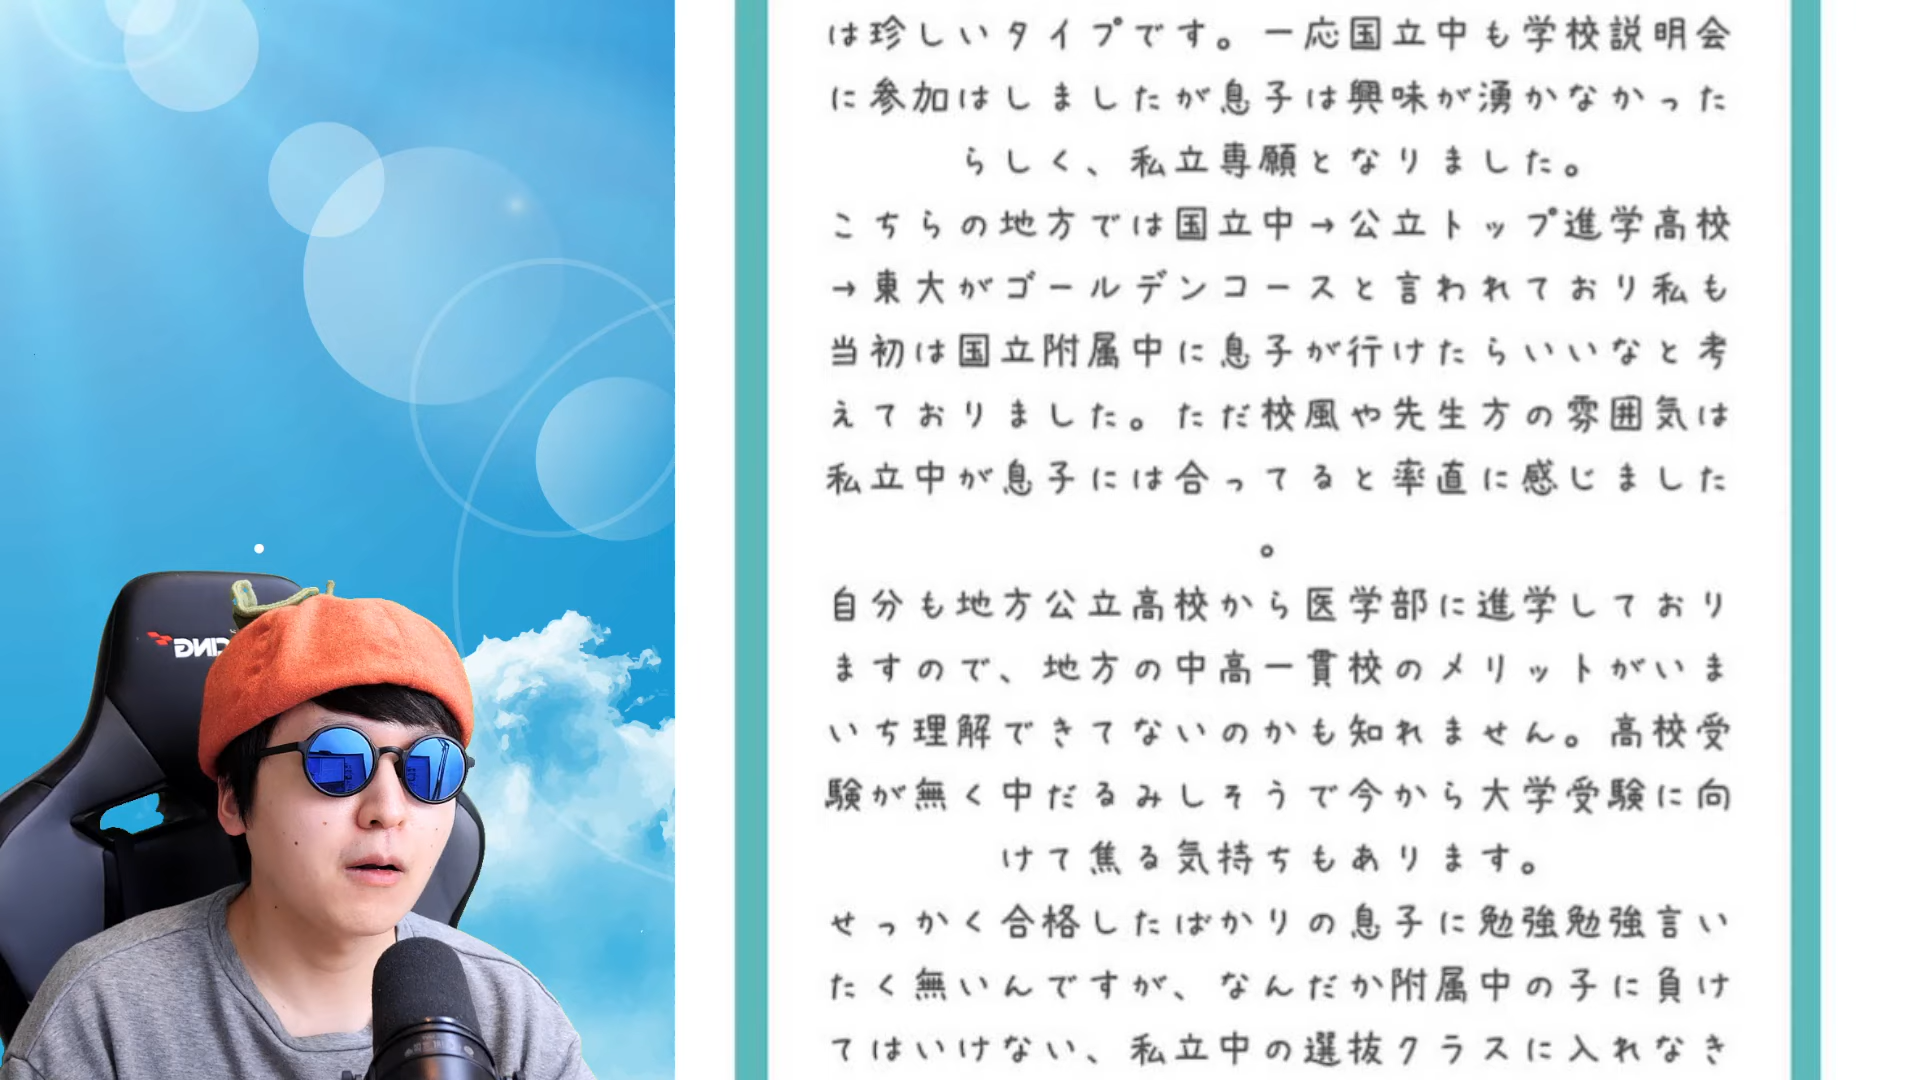 は珍しいタイプです。一応国立中も学校説明会
に参加はしましたが息子は興味が湧かなかった
らしく、私立専願となりました。
こちらの地方では国立中→公立トップ進学高校
→東大がゴールデンコースと言われており私も
当初は国立附属中に息子が行けたらいいなと考
えておりました。ただ校風や先生方の雰囲気は
私立中が息子には合ってると率直に感じました
。
自分も地方公立高校から医学部に進学しており
ますので、地方の中高一貫校のメリットがいま
いち理解できてないのかも知れません。高校受
験が無く中だるみしそうで今から大学受験に向
けて焦る気持ちもあります。
せっかく合格したばかりの息子に勉強勉強言い
たく無いんですが、なんだか附属中の子に負け
てはいけない、私立中の選抜クラスに入れなき